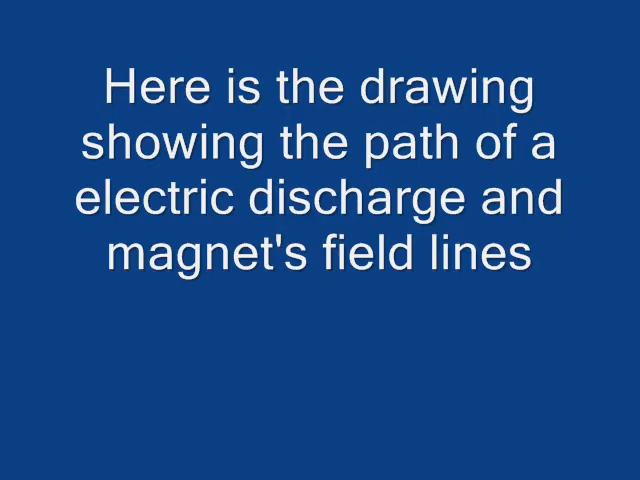 Here is the drawing
showing the path of a
electric discharge and
magnet's field lines